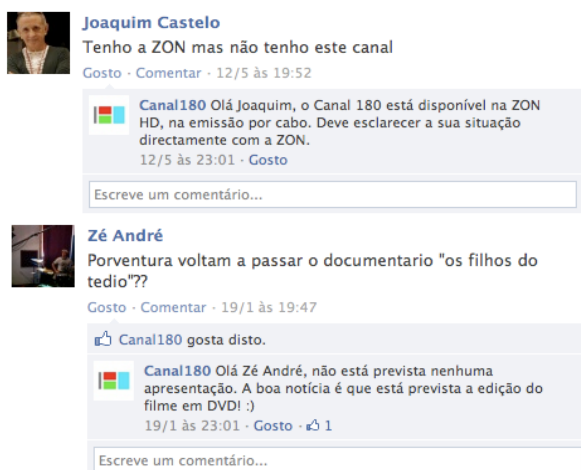 Joaquim Castelo
Tenho a ZON mas não tenho este canal
Gosto · Comentar · 12/5 às 19:52
Canal180 Olá Joaquim, o Canal 180 está disponível na ZON
HD, na emissão por cabo. Deve esclarecer a sua situação
directamente com a ZON.
12/5 às 23:01 · Gosto
Escreve um comentário...
Zé André
Porventura voltam a passar o documentario "os filhos do
tedio"??
Gosto · Comentar · 19/1 às 19:47
Canal180 gosta disto.
Canal180 Olá Zé André, não está prevista nenhuma
apresentação. A boa notícia é que está prevista a edição do
filme em DVD! :)
19/1 às 23:01 · Gosto · 1
Escreve um comentário...